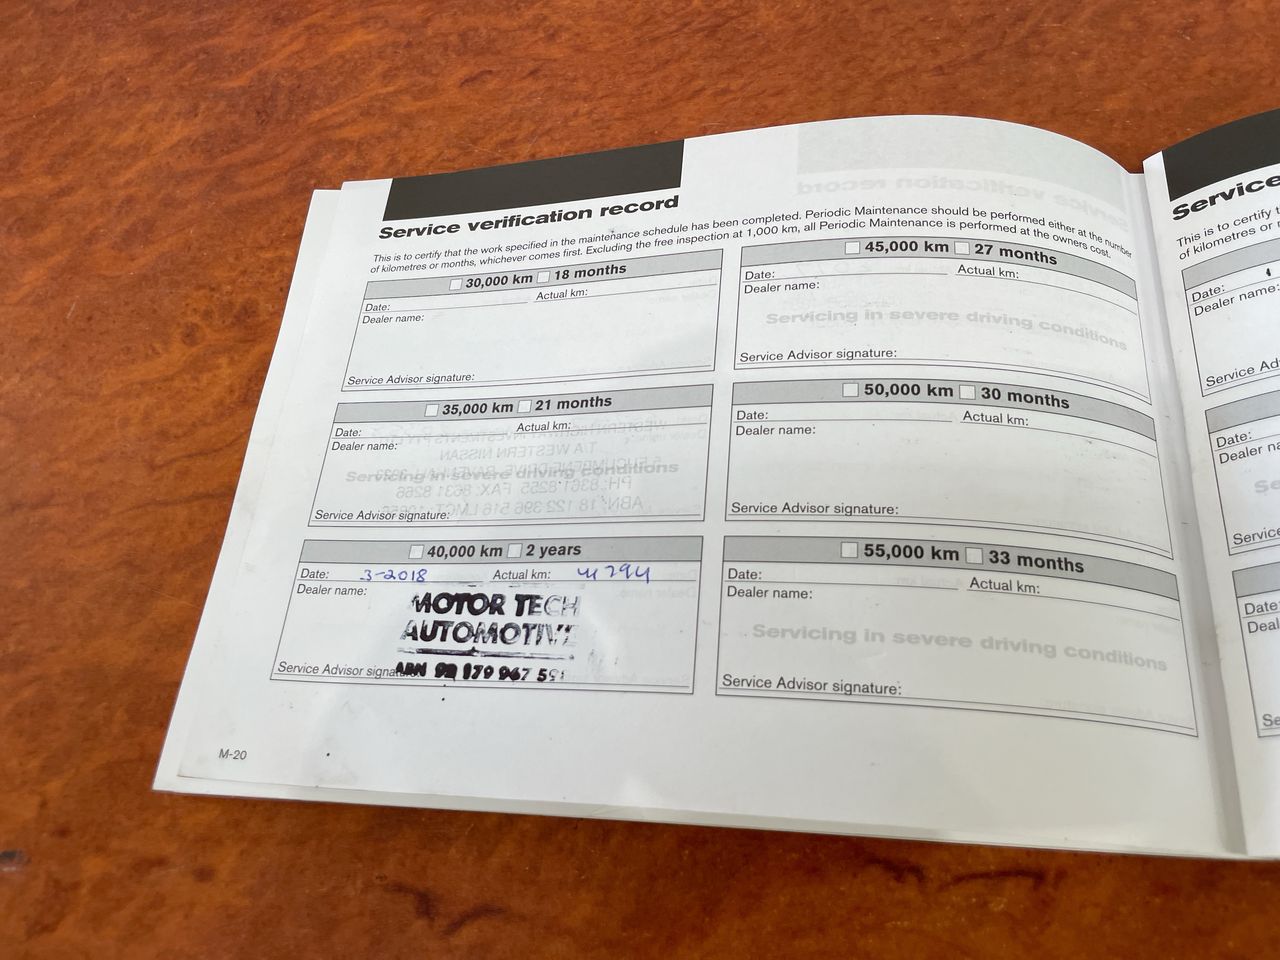 Service verification record
This is to certify that the work specified in the maintenance schedule has been completed. Periodic Maintenance should be performed either at the number
of kilometres or months, whichever comes first. Excluding the free inspection at 1,000 km, all Periodic Maintenance is performed at the owners cost.
30,000 km 18 months
Date: Actual km:
Dealer name:
Service Advisor signature:
35,000 km 21 months
Date: Actual km:
Dealer name:
Servicing in severe driving conditions
Service Advisor signature:
40,000 km 2 years
Date: 3-2018 Actual km: 41794
Dealer name:
MOTOR TECH
AUTOMOTIVE
Service Advisor
ABN 92 179 967
45,000 km 27 months
Date: Actual km:
Dealer name:
Servicing in severe driving conditions
Service Advisor signature:
50,000 km 30 months
Date: Actual km:
Dealer name:
Service Advisor signature:
55,000 km 33 months
Date: Actual km:
Dealer name:
Servicing in severe driving conditions
Service Advisor signature:
M-20
Service
This is to certify
of kilometres or
Date:
Dealer name:
Service
Date:
Dealer
Service
Date: